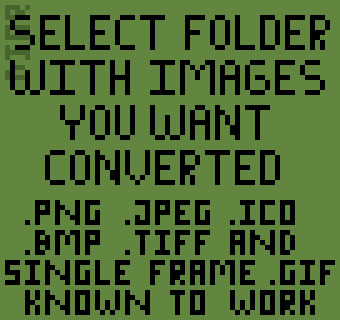 SELECT FOLDER
WITH IMAGES
YOU WANT
CONVERTED
.PNG .JPEG .ICO
.BMP .TIFF AND
SINGLE FRAME .GIF
KNOWN TO WORK